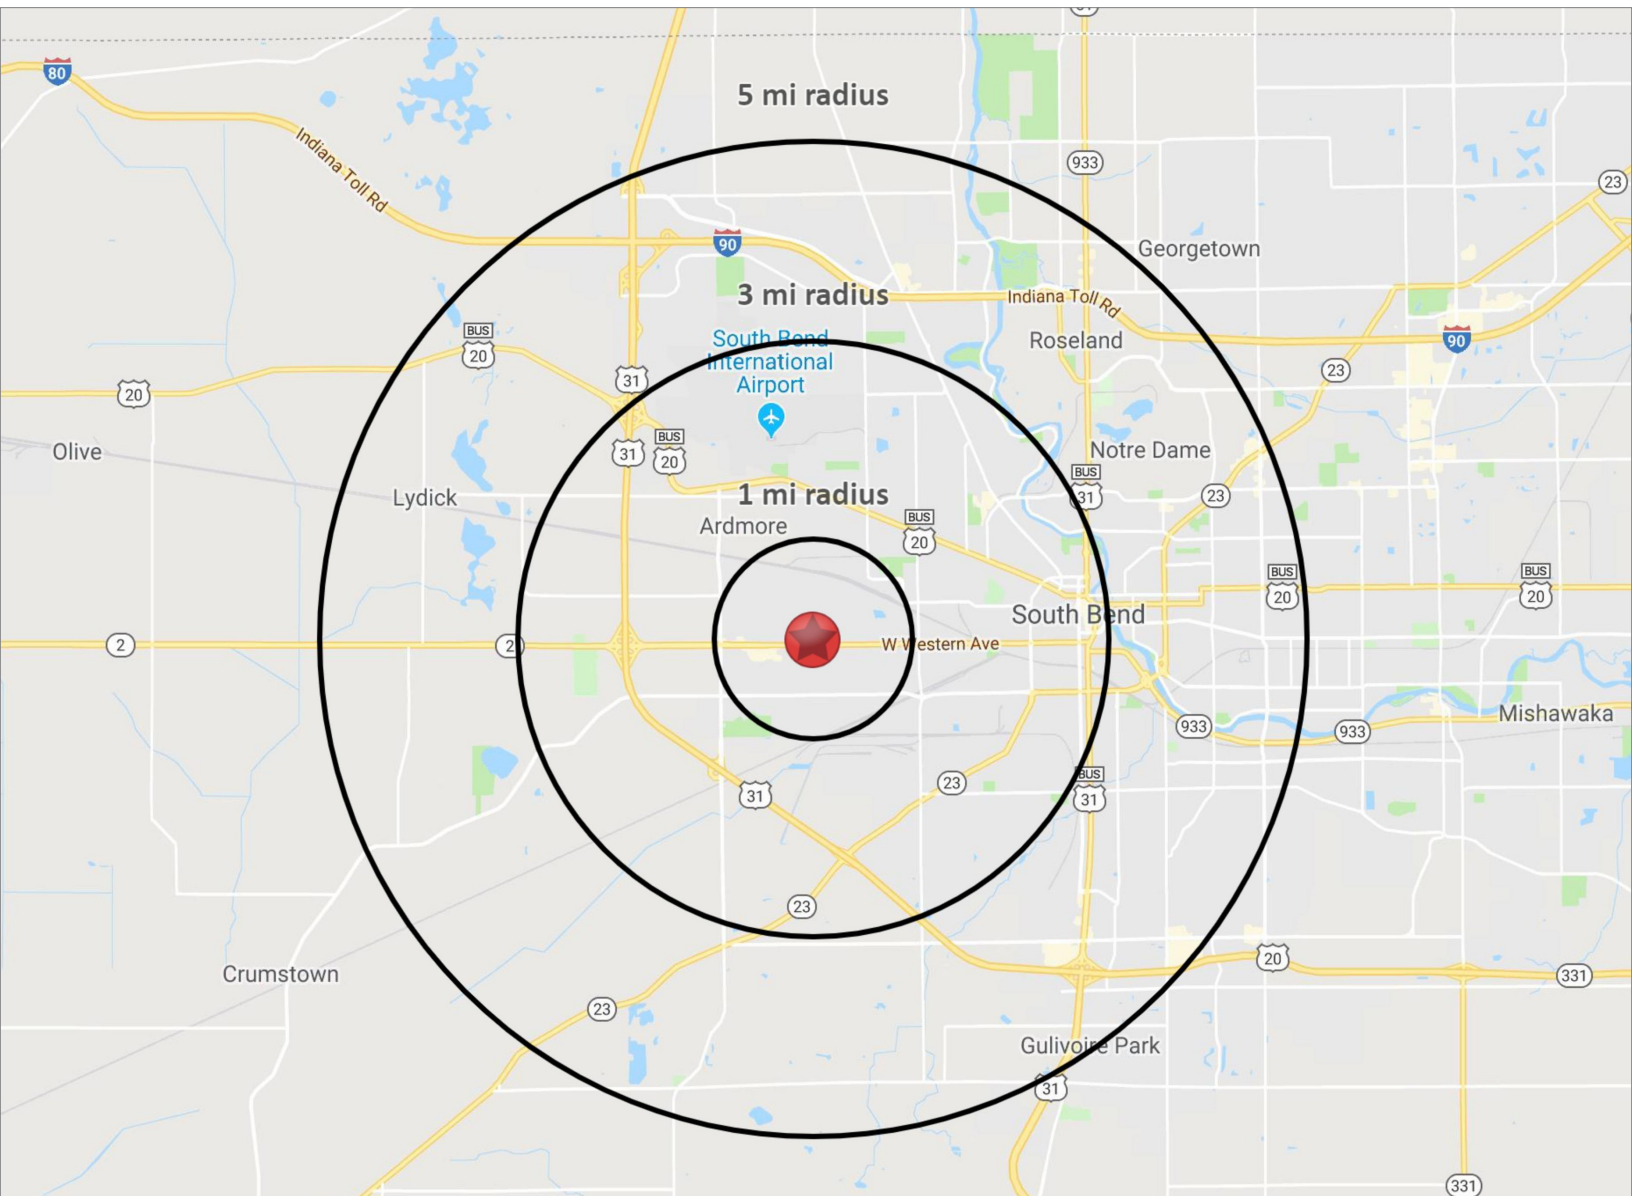 80
5 mi radius
Indiana Toll Rd
933
23
90
Georgetown
3 mi radius
Indiana Toll Rd
BUS
20
South Bend
International
Airport
Roseland
90
20
31
23
Olive
31
BUS
20
Notre Dame
BUS
31
23
Lydick
1 mi radius
Ardmore
BUS
20
BUS
20
BUS
20
South Bend
2
2
W Western Ave
933
933
Mishawaka
31
23
BUS
31
23
Crumstown
20
331
23
Gulivoire Park
31
331